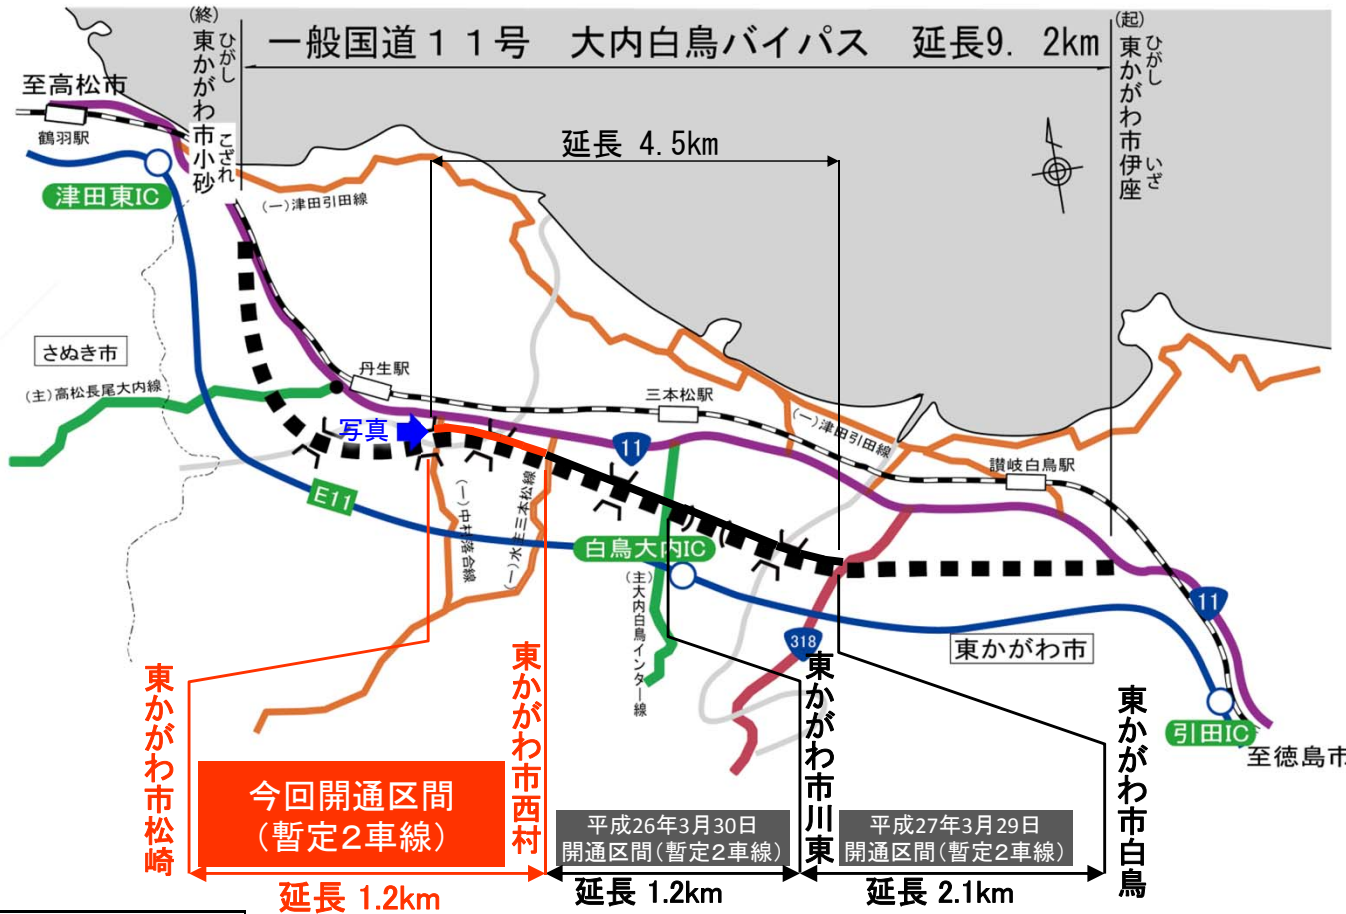 一般国道１１号　大内白鳥バイパス　延長9．2km
(終)
東かがわ市小砂
ひがし
こざれ
(起)
東かがわ市伊座
ひがし
いざ
至高松市
鶴羽駅
津田東IC
延長 4.5km
(一)津田引田線
さぬき市
(主)高松長尾大内線
丹生駅
三本松駅
写真
11
(一)津田引田線
讃岐白鳥駅
E11
(一)中村落合線
(一)水主三本松線
白鳥大内IC
(主)大内白鳥インター線
318
11
東かがわ市
引田IC
至徳島市
東かがわ市松崎
東かがわ市西村
東かがわ市川東
東かがわ市白鳥
今回開通区間
（暫定２車線）
平成26年3月30日
開通区間（暫定２車線）
平成27年3月29日
開通区間（暫定２車線）
延長 1.2km
延長 1.2km
延長 2.1km